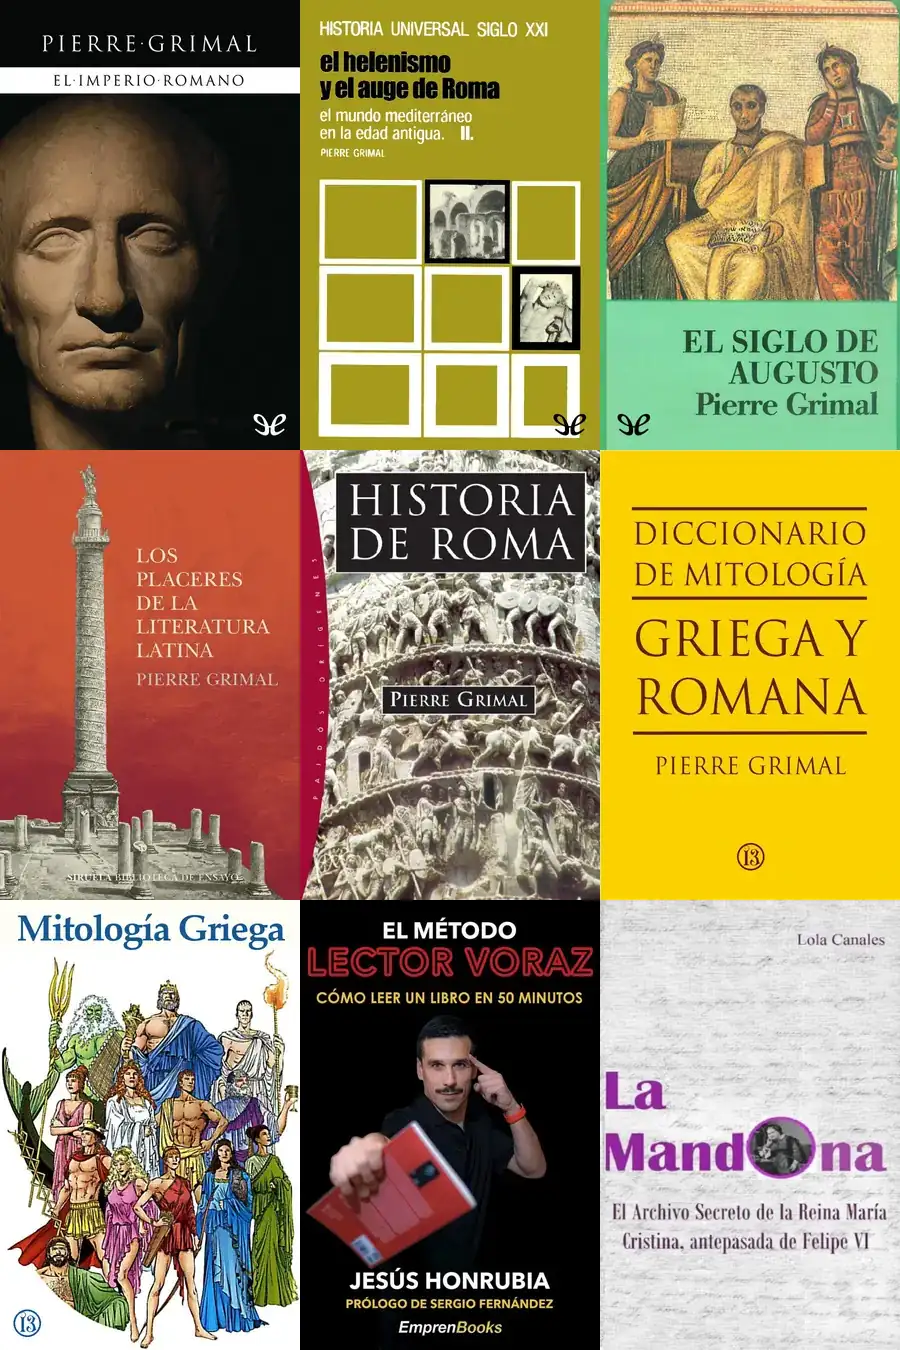 PIERRE·GRIMAL
EL·IMPERIO·ROMANO
HISTORIA UNIVERSAL SIGLO XXI
el helenismo
y el auge de Roma
el mundo mediterráneo
en la edad antigua. II.
PIERRE GRIMAL
EL SIGLO DE
AUGUSTO
Pierre Grimal
LOS
PLACERES
DE LA
LITERATURA
LATINA
PIERRE GRIMAL
SIRUELA BIBLIOTECA DE ENSAYO
HISTORIA
DE ROMA
PIERRE GRIMAL
PAIDÓS ORÍGENES
DICCIONARIO
DE MITOLOGÍA
GRIEGA Y
ROMANA
PIERRE GRIMAL
13
Mitología Griega
13
EL MÉTODO
LECTOR VORAZ
CÓMO LEER UN LIBRO EN 50 MINUTOS
JESÚS HONRUBIA
PRÓLOGO DE SERGIO FERNÁNDEZ
EmprenBooks
Lola Canales
La
Mandona
El Archivo Secreto de la Reina María
Cristina, antepasada de Felipe VI